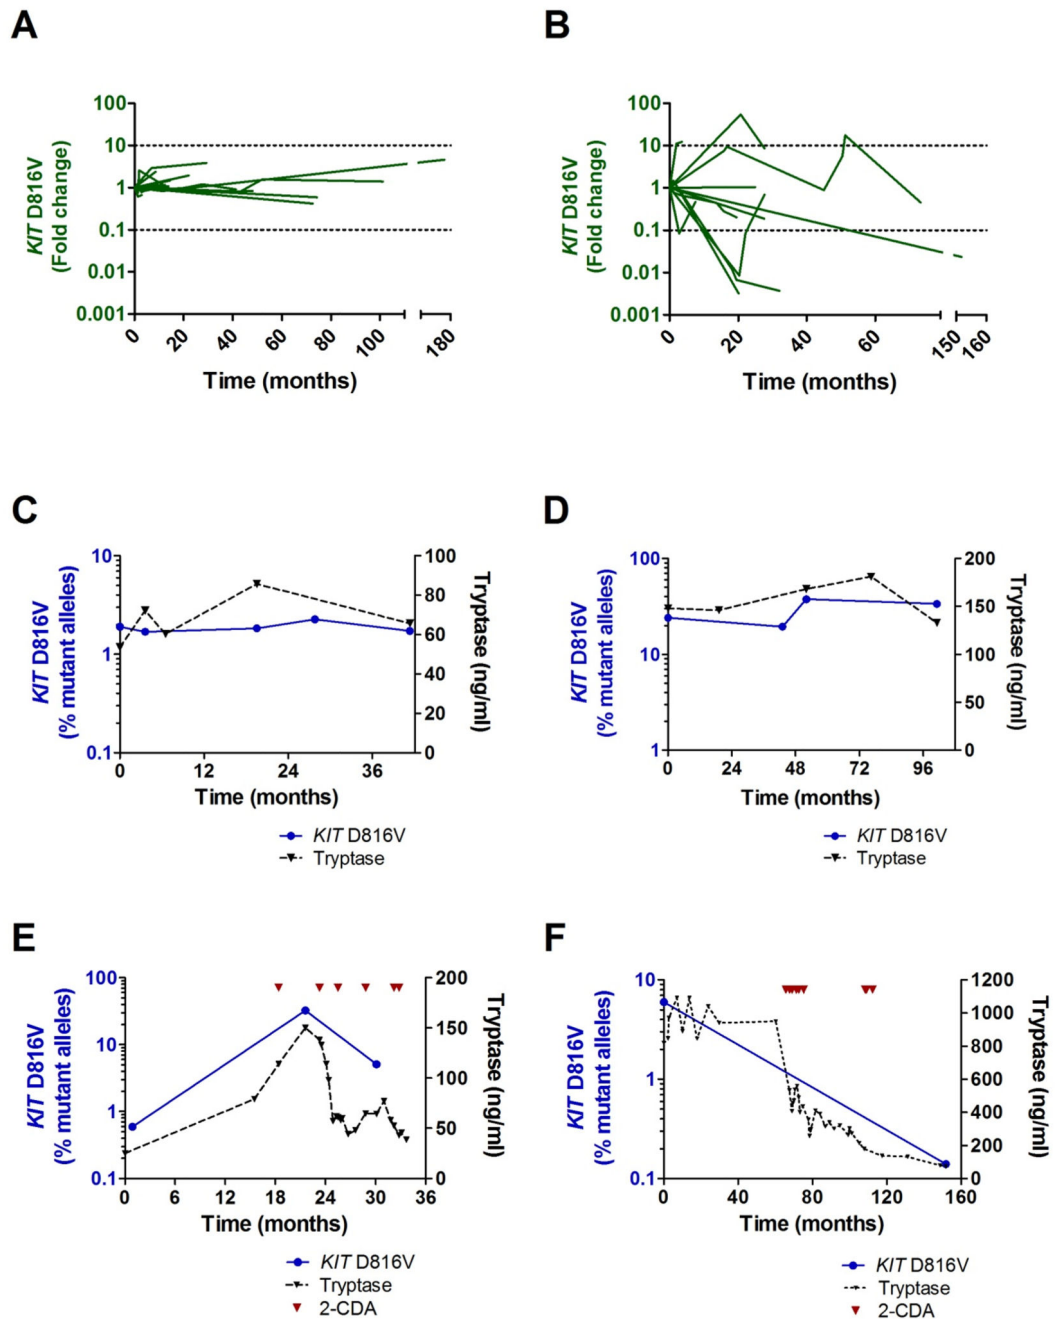 A
B
KIT D816V
(Fold change)
100
10
1
0.1
0.01
0.001
0
20
40
60
80
100
180
Time (months)
KIT D816V
(Fold change)
100
10
1
0.1
0.01
0.001
0
20
40
60
150
160
Time (months)
C
D
KIT D816V
(% mutant alleles)
10
1
0.1
100
80
60
40
20
0
Tryptase (ng/ml)
0
12
24
36
Time (months)
KIT D816V
Tryptase
KIT D816V
(% mutant alleles)
100
10
1
200
150
100
50
0
Tryptase (ng/ml)
0
24
48
72
96
Time (months)
KIT D816V
Tryptase
E
F
KIT D816V
(% mutant alleles)
100
10
1
0.1
200
150
100
50
0
Tryptase (ng/ml)
0
6
12
18
24
30
36
Time (months)
KIT D816V
Tryptase
2-CDA
KIT D816V
(% mutant alleles)
10
1
0.1
1200
1000
800
600
400
200
0
Tryptase (ng/ml)
0
40
80
120
160
Time (months)
KIT D816V
Tryptase
2-CDA